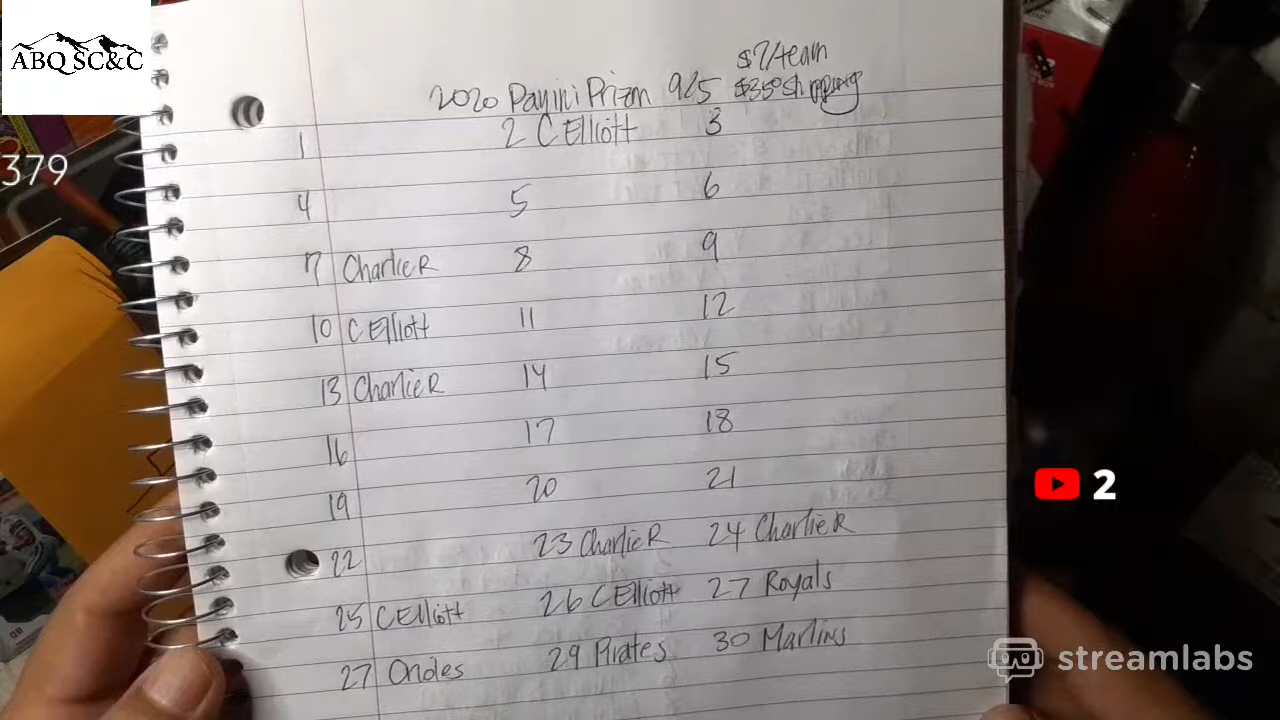 ABQ SC&C
$7/team
2020 Panini Prizm 9/5 $3.50 Shipping
1 2 C Elliott 3
379
4 5 6
7 Charlie R 8 9
10 C Elliott 11 12
13 Charlie R 14 15
16 17 18
19 20 21
2
22 23 Charlie R 24 Charlie R
25 C Elliott 26 C Elliott 27 Royals
27 Orioles 29 Pirates 30 Marlins
streamlabs